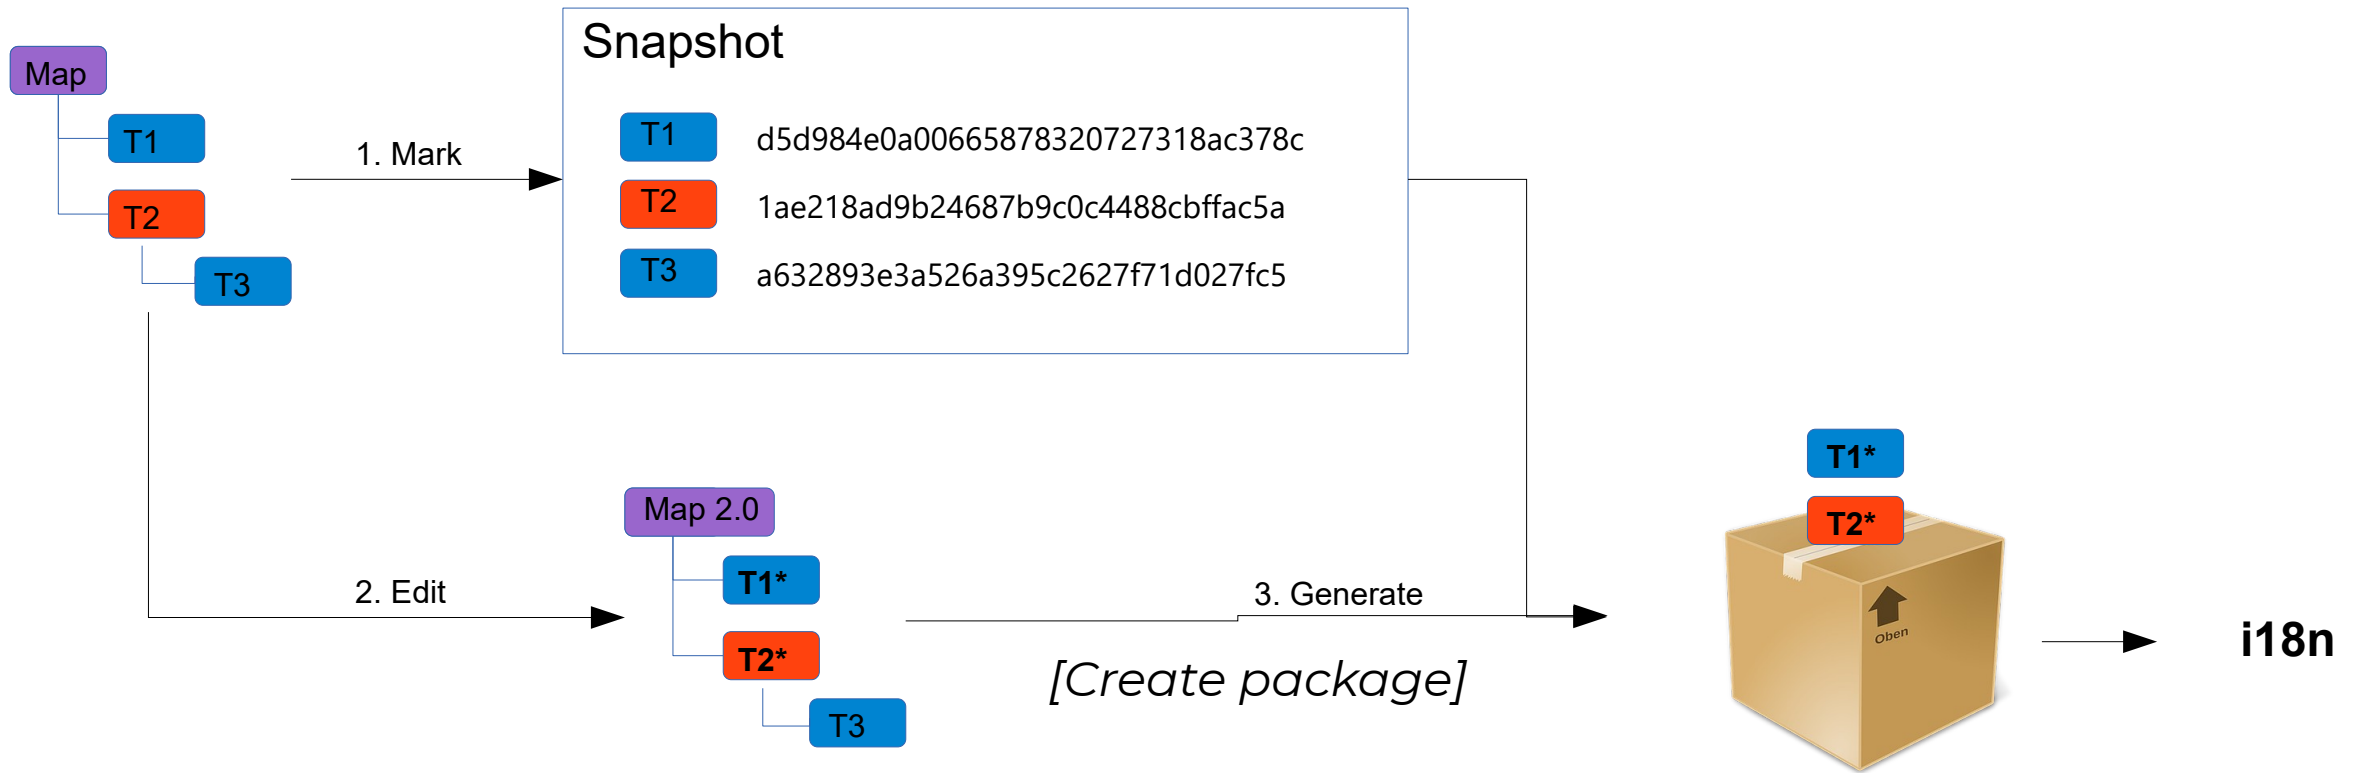 Map
T1
T2
T3
1. Mark
Snapshot
T1 d5d984e0a00665878320727318ac378c
T2 1ae218ad9b24687b9c0c4488cbffac5a
T3 a632893e3a526a395c2627f71d027fc5
2. Edit
Map 2.0
T1*
T2*
T3
3. Generate
[Create package]
T1*
T2*
Oben
i18n